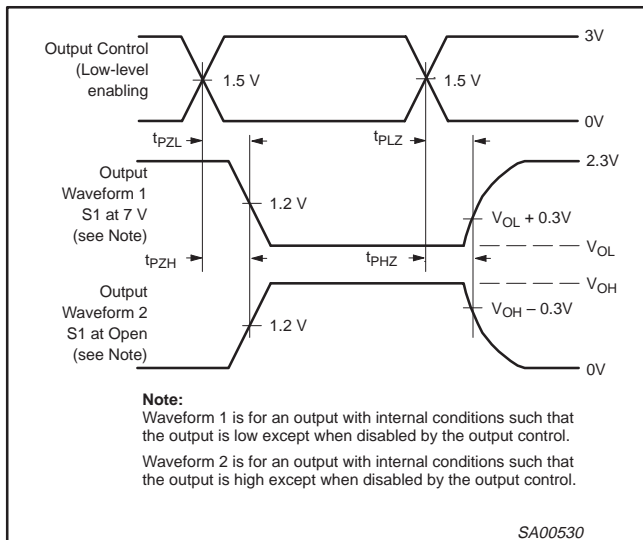 3V
Output Control
(Low-level
enabling
1.5 V
1.5 V
0V
tPZL
tPLZ
2.3V
Output
Waveform 1
S1 at 7 V
(see Note)
1.2 V
VOL + 0.3V
VOL
tPZH
tPHZ
VOH
Output
Waveform 2
S1 at Open
(see Note)
1.2 V
VOH – 0.3V
0V
Note:
Waveform 1 is for an output with internal conditions such that
the output is low except when disabled by the output control.
Waveform 2 is for an output with internal conditions such that
the output is high except when disabled by the output control.
SA00530